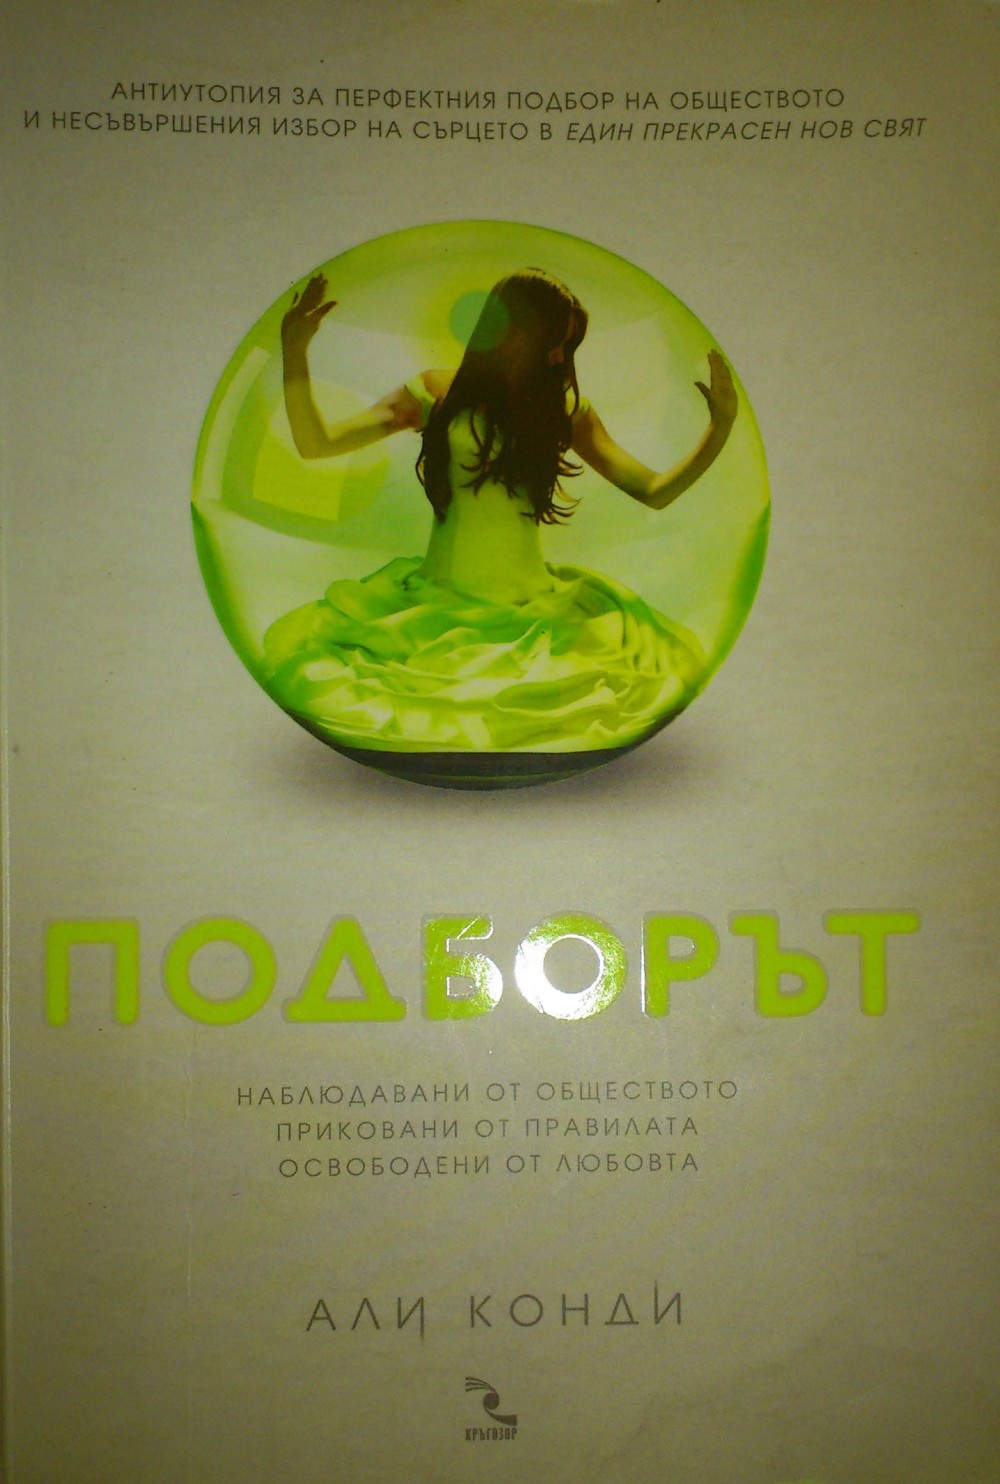 АНТИУТОПИЯ ЗА ПЕРФЕКТНИЯ ПОДБОР НА ОБЩЕСТВОТО
И НЕСЪВЪРШЕНИЯ ИЗБОР НА СЪРЦЕТО В ЕДИН ПРЕКРАСЕН НОВ СВЯТ
ПОДБОРЪТ
НАБЛЮДАВАНИ ОТ ОБЩЕСТВОТО
ПРИКОВАНИ ОТ ПРАВИЛАТА
ОСВОБОДЕНИ ОТ ЛЮБОВТА
АЛИ КОНДИ
КРЪГОЗОР